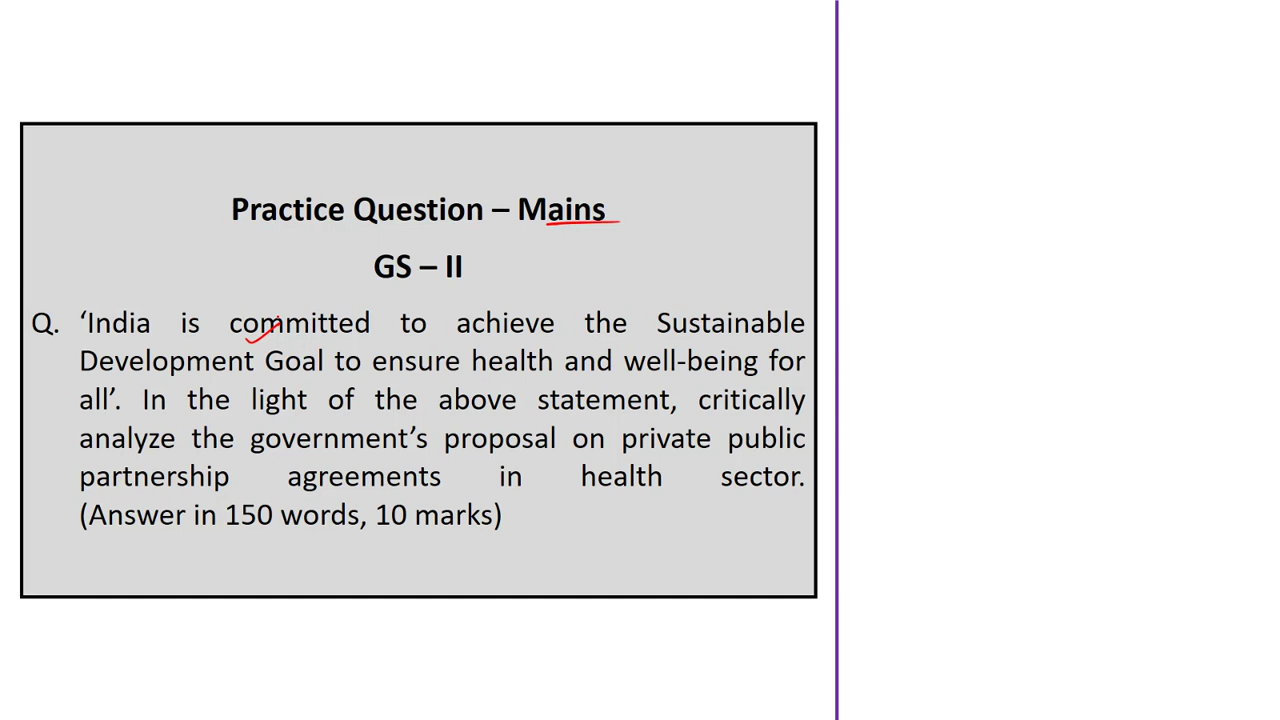 Practice Question – Mains
GS – II
Q. ‘India is committed to achieve the Sustainable
Development Goal to ensure health and well-being for
all’. In the light of the above statement, critically
analyze the government’s proposal on private public
partnership agreements in health sector.
(Answer in 150 words, 10 marks)